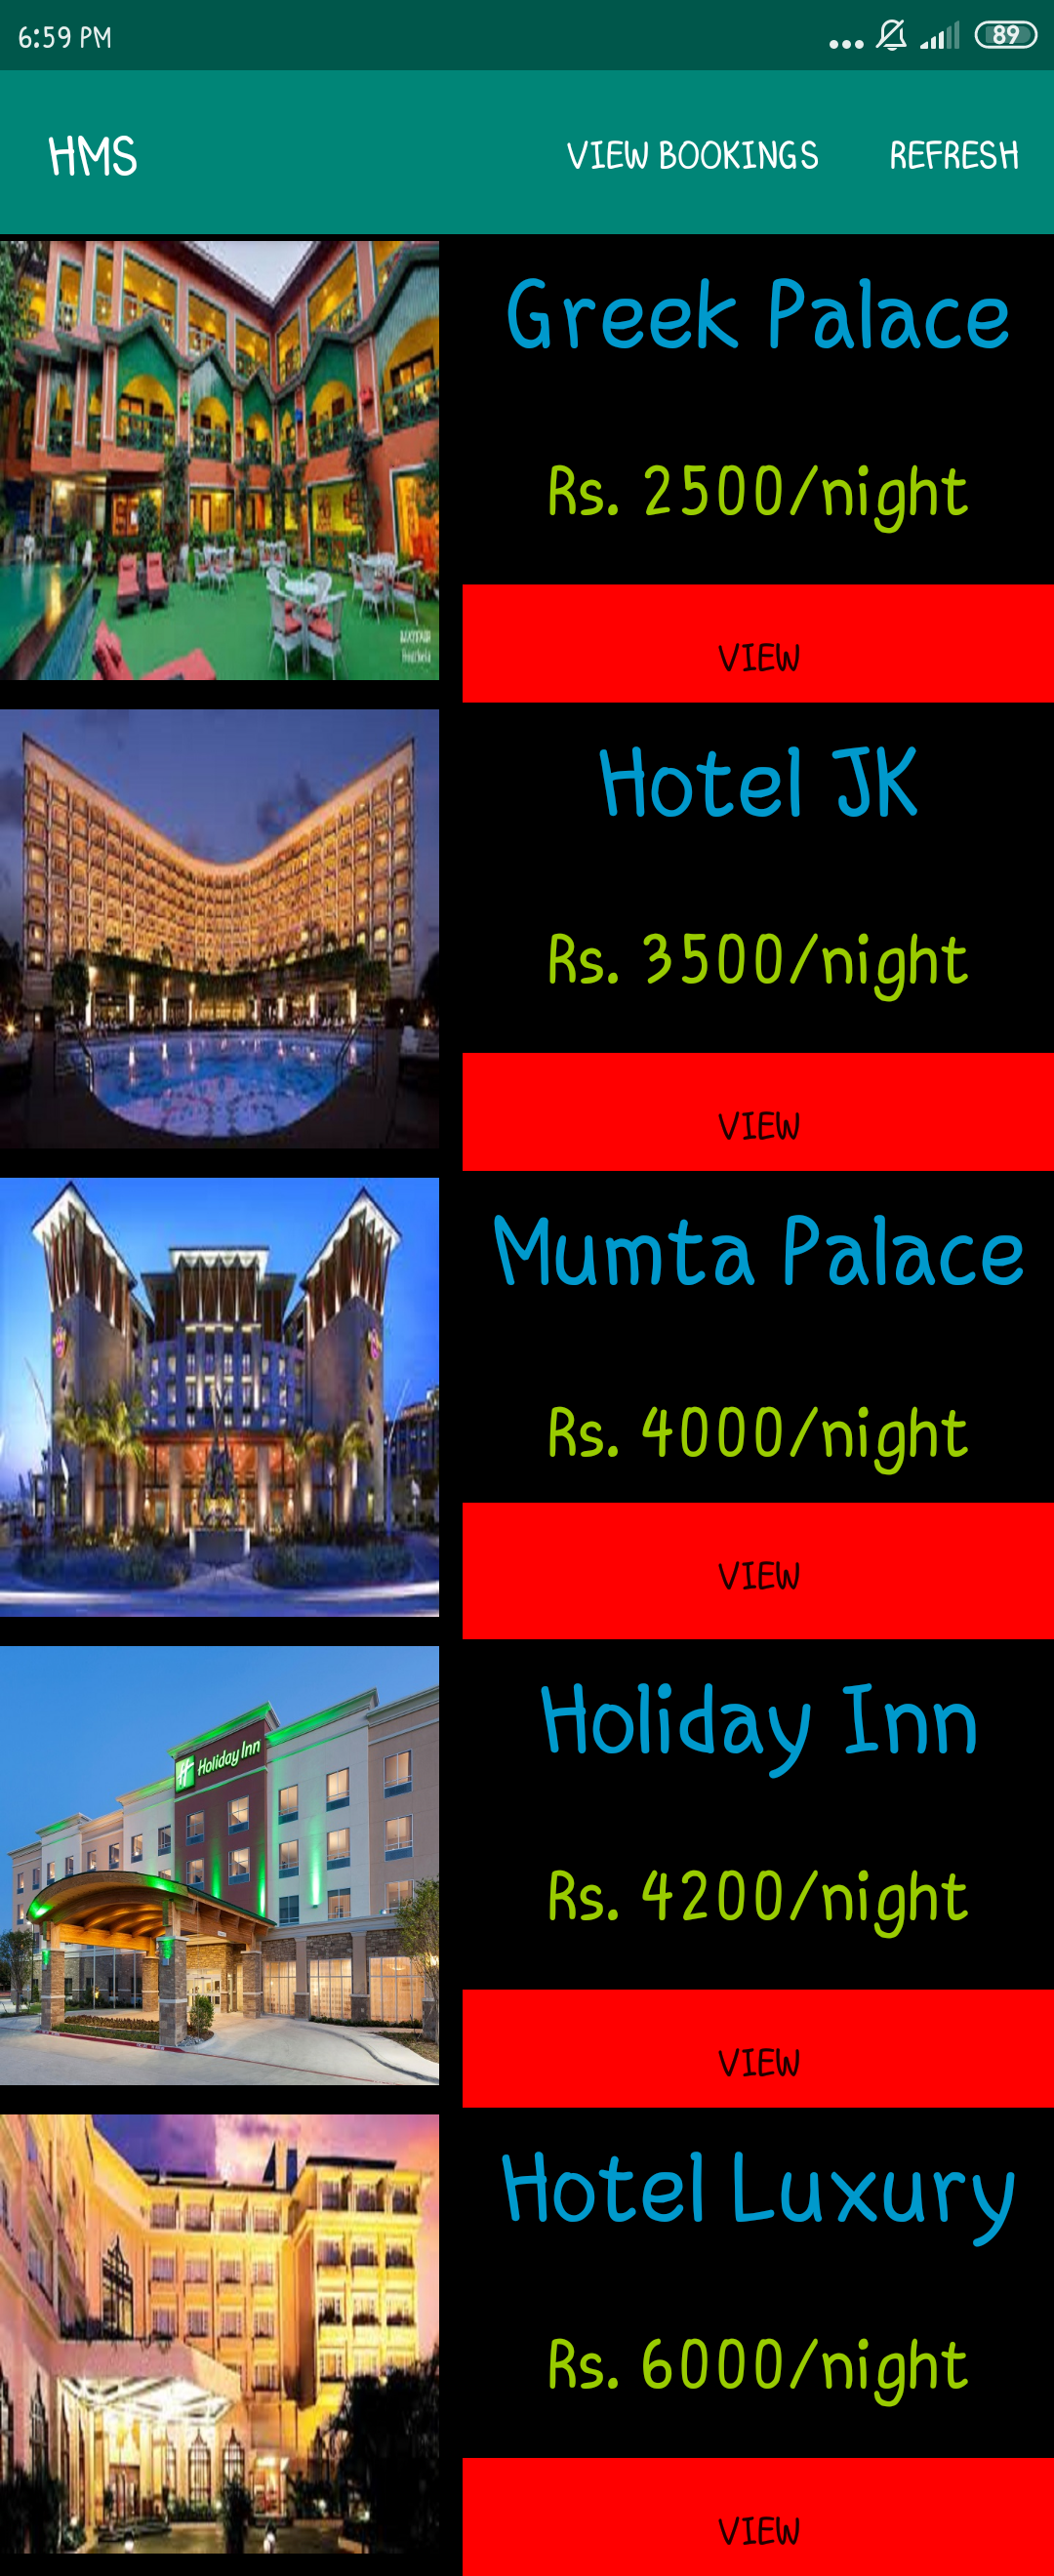 6:59 PM
89
HMS
VIEW BOOKINGS
REFRESH
Greek Palace
Rs. 2500/night
VIEW
Hotel JK
Rs. 3500/night
VIEW
Mumta Palace
Rs. 4000/night
VIEW
Holiday Inn
Holiday Inn
Rs. 4200/night
VIEW
Hotel Luxury
Rs. 6000/night
VIEW